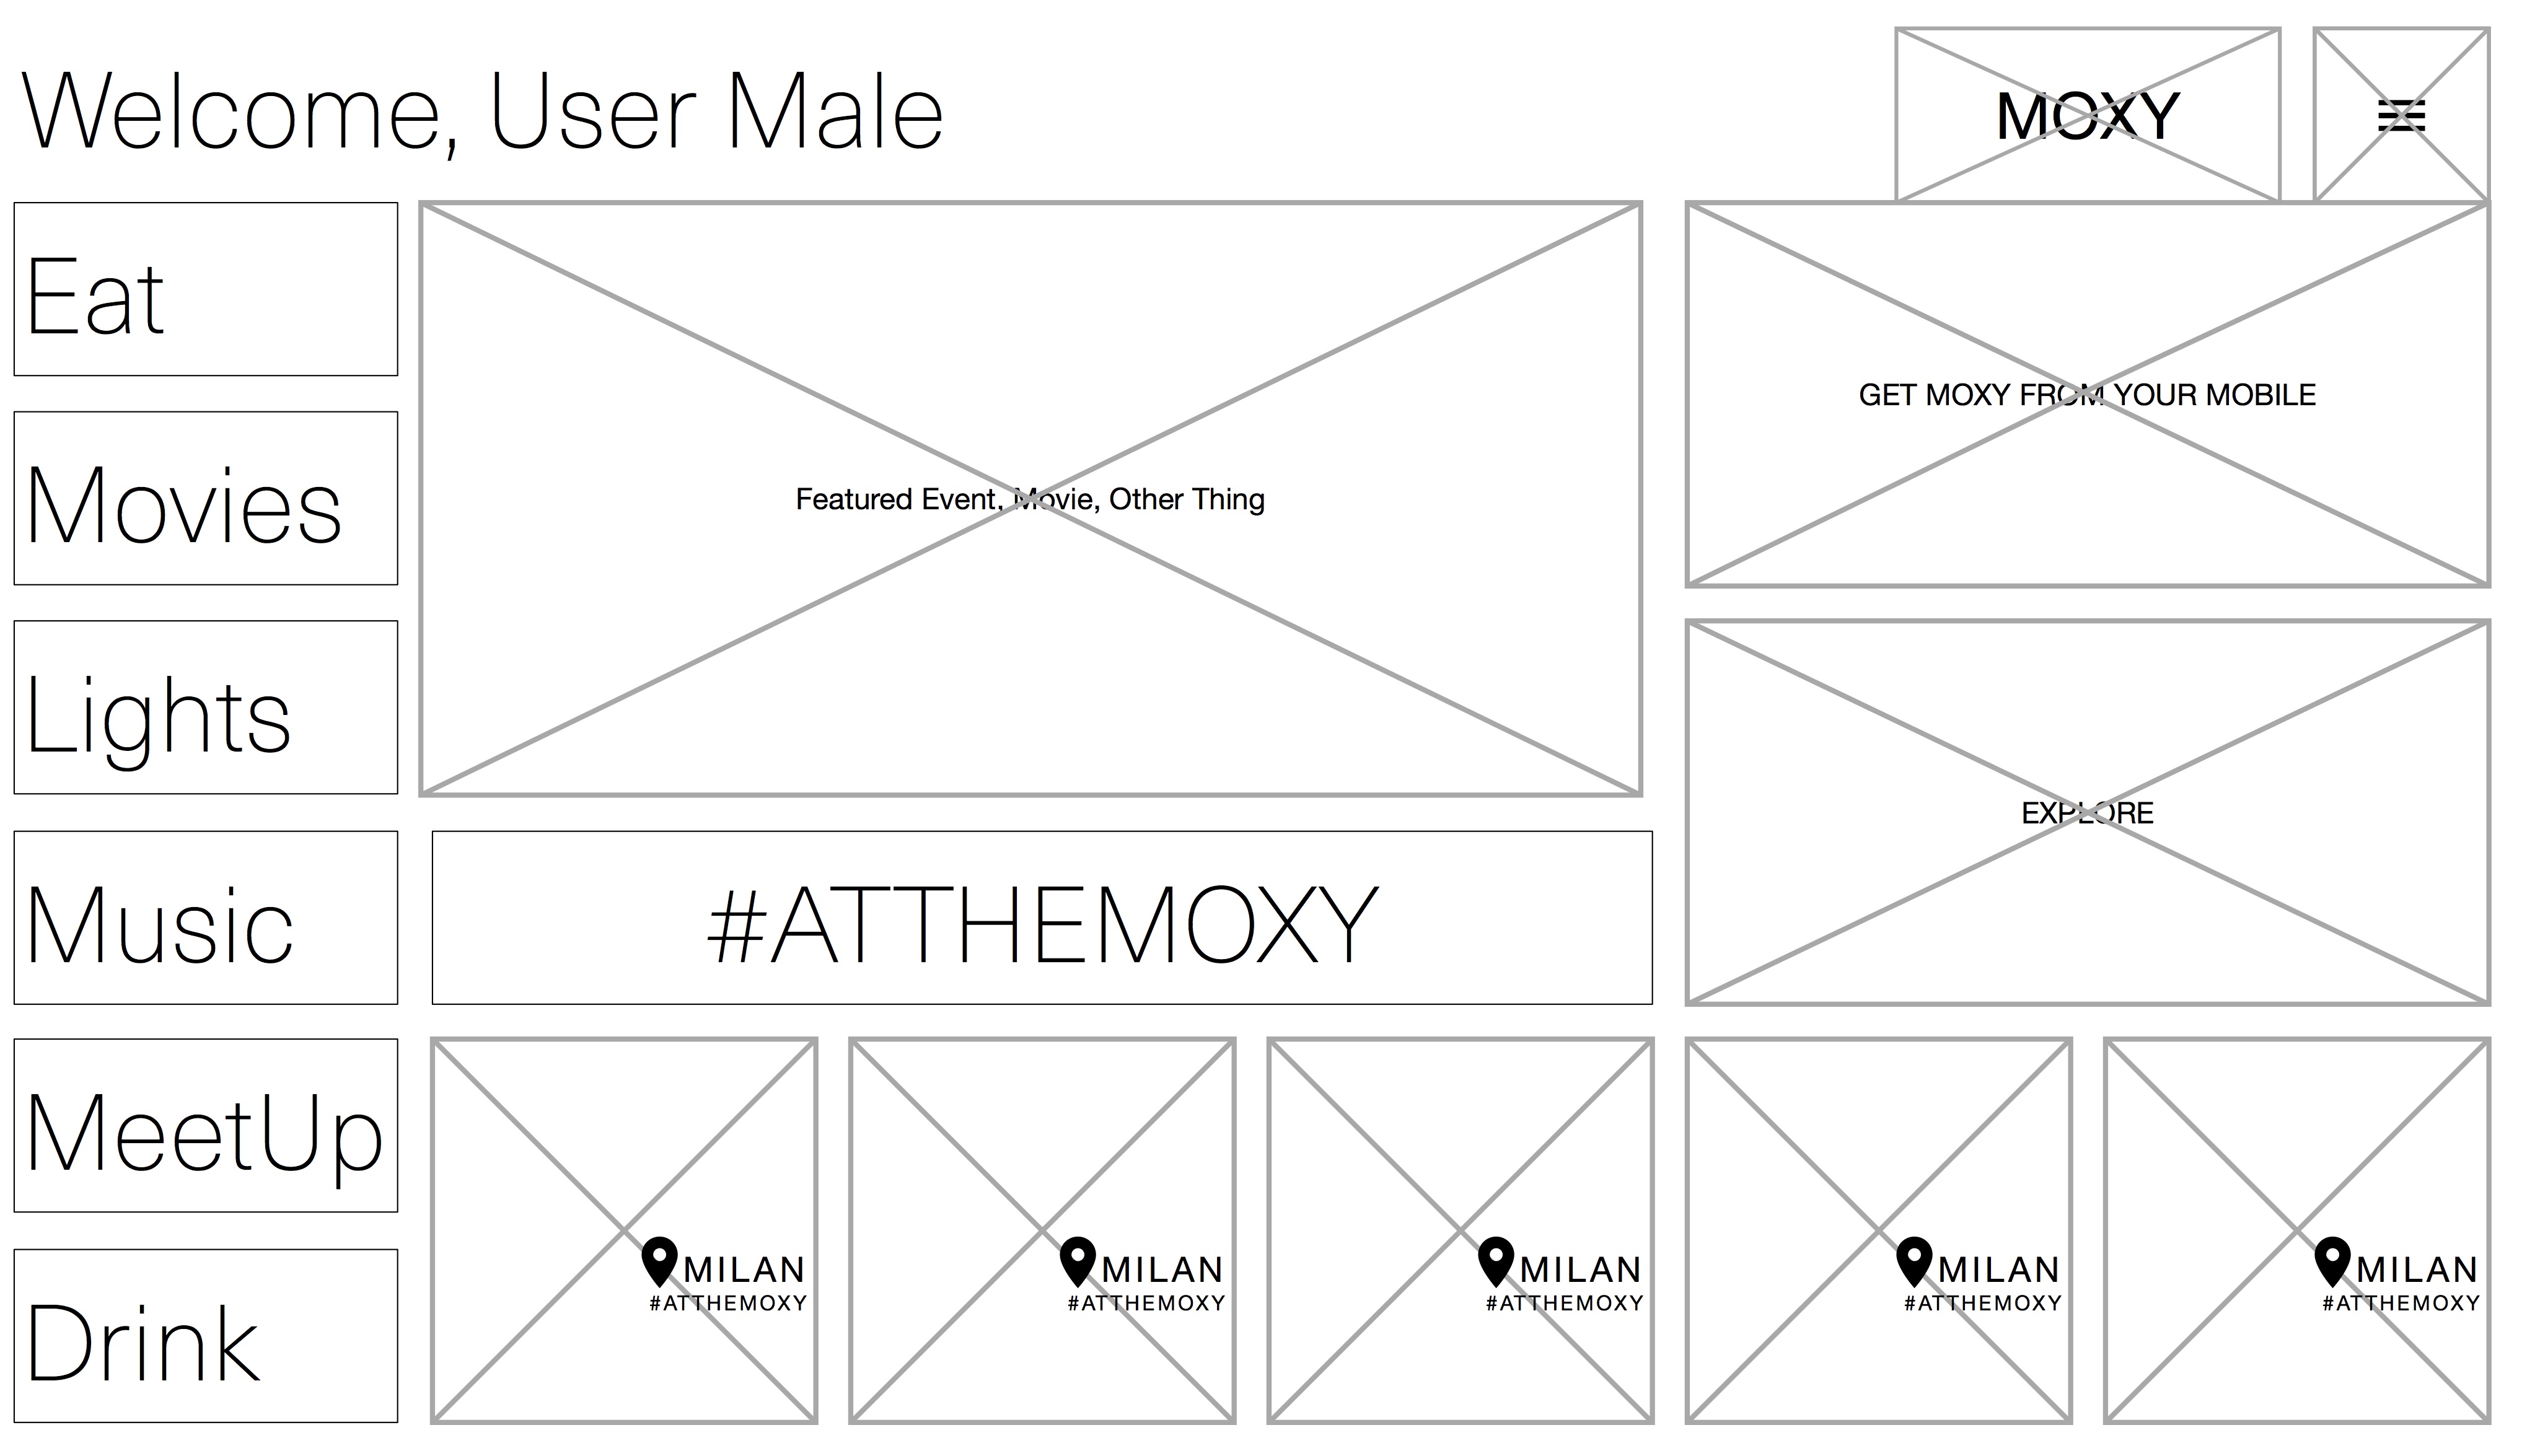 Welcome, User Male
MOXY
Eat
Movies
Lights
Music
MeetUp
Drink
Featured Event, Movie, Other Thing
GET MOXY FROM YOUR MOBILE
EXPLORE
#ATTHEMOXY
MILAN
#ATTHEMOXY
MILAN
#ATTHEMOXY
MILAN
#ATTHEMOXY
MILAN
#ATTHEMOXY
MILAN
#ATTHEMOXY